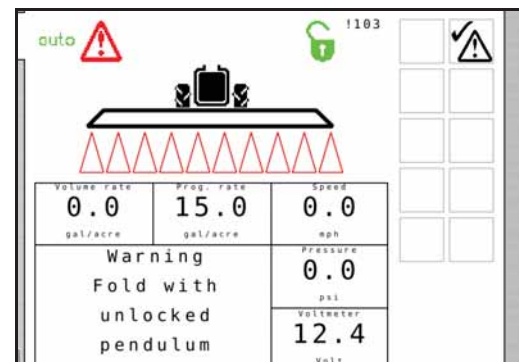 auto
!103
Volume rate
0.0
gal/acre
Prog. rate
15.0
gal/acre
Speed
0.0
mph
Warning
Fold with
unlocked
pendulum
Pressure
0.0
psi
Voltmeter
12.4
Volt